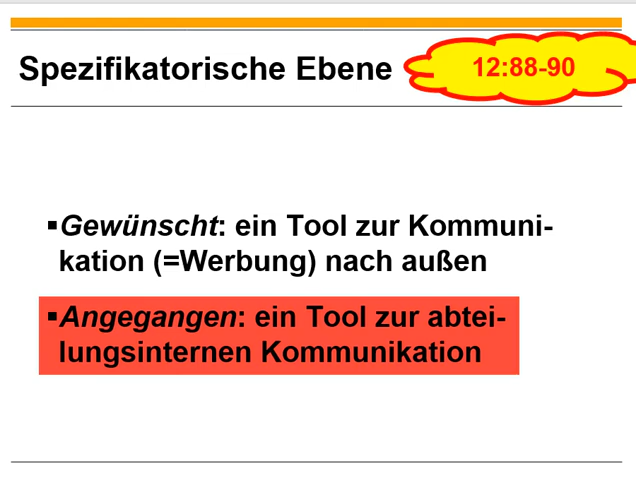 Spezifikatorische Ebene
12:88-90
▪Gewünscht: ein Tool zur Kommuni-
kation (=Werbung) nach außen
▪Angegangen: ein Tool zur abtei-
lungsinternen Kommunikation